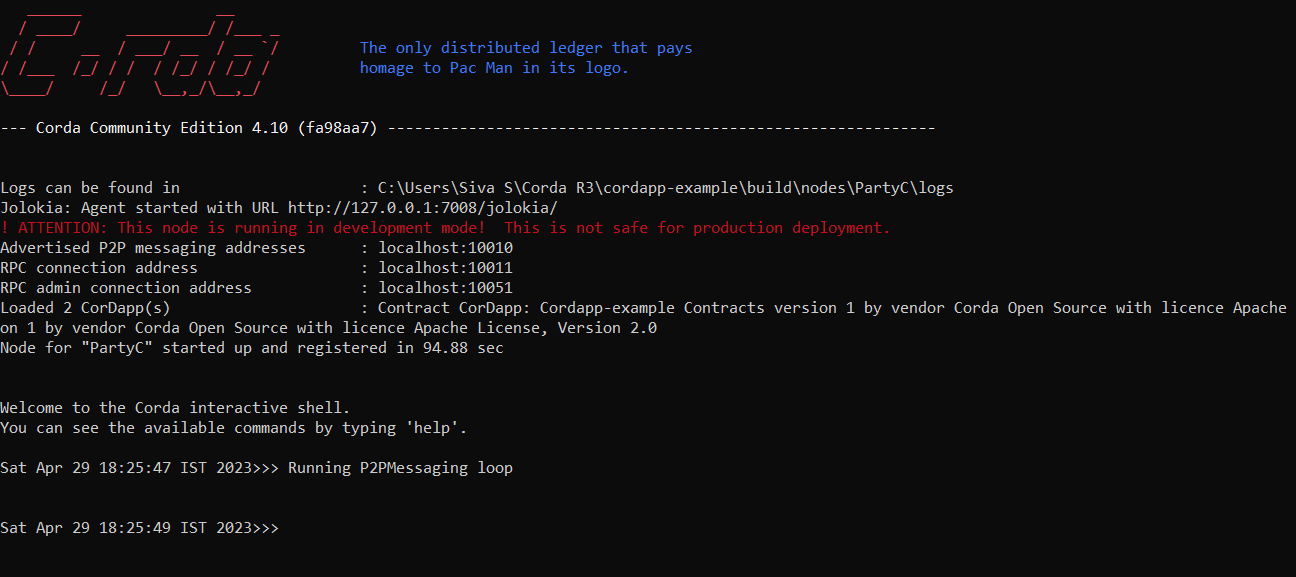 Corda
The only distributed ledger that pays
homage to Pac Man in its logo.
--- Corda Community Edition 4.10 (fa98aa7) -------------------------------------------------------------
Logs can be found in : C:\Users\Siva S\Corda R3\cordapp-example\build\nodes\PartyC\logs
Jolokia: Agent started with URL http://127.0.0.1:7008/jolokia/
! ATTENTION: This node is running in development mode!  This is not safe for production deployment.
Advertised P2P messaging addresses : localhost:10010
RPC connection address : localhost:10011
RPC admin connection address : localhost:10051
Loaded 2 CorDapp(s) : Contract CorDapp: Cordapp-example Contracts version 1 by vendor Corda Open Source with licence Apache
on 1 by vendor Corda Open Source with licence Apache License, Version 2.0
Node for "PartyC" started up and registered in 94.88 sec
Welcome to the Corda interactive shell.
You can see the available commands by typing 'help'.
Sat Apr 29 18:25:47 IST 2023>>> Running P2PMessaging loop
Sat Apr 29 18:25:49 IST 2023>>>